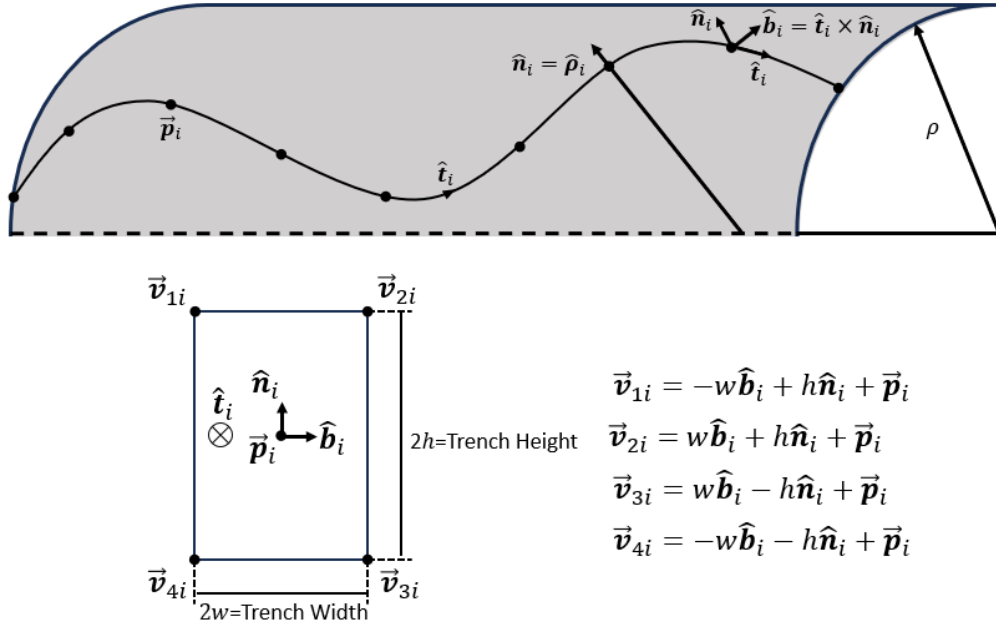 n̂ᵢ
b̂ᵢ = t̂ᵢ × n̂ᵢ
n̂ᵢ = ρ̂ᵢ
t̂ᵢ
p⃗ᵢ
t̂ᵢ
ρ
v⃗₁ᵢ
v⃗₂ᵢ
n̂ᵢ
t̂ᵢ
p⃗ᵢ
b̂ᵢ
2h=Trench Height
v⃗₄ᵢ
v⃗₃ᵢ
2w=Trench Width
v⃗₁ᵢ = −wb̂ᵢ + hn̂ᵢ + p⃗ᵢ
v⃗₂ᵢ = wb̂ᵢ + hn̂ᵢ + p⃗ᵢ
v⃗₃ᵢ = wb̂ᵢ − hn̂ᵢ + p⃗ᵢ
v⃗₄ᵢ = −wb̂ᵢ − hn̂ᵢ + p⃗ᵢ